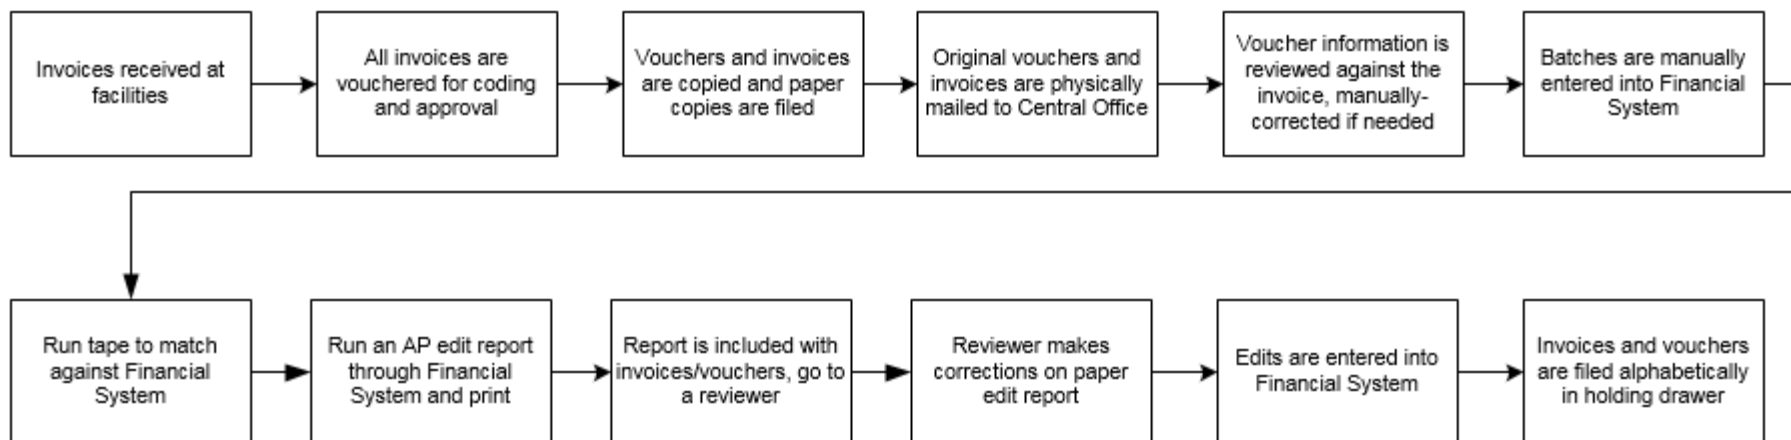 Invoices received at
facilities
All invoices are
vouchered for coding
and approval
Vouchers and invoices
are copied and paper
copies are filed
Original vouchers and
invoices are physically
mailed to Central Office
Voucher information is
reviewed against the
invoice, manually-
corrected if needed
Batches are manually
entered into Financial
System
Run tape to match
against Financial
System
Run an AP edit report
through Financial
System and print
Report is included with
invoices/vouchers, go to
a reviewer
Reviewer makes
corrections on paper
edit report
Edits are entered into
Financial System
Invoices and vouchers
are filed alphabetically
in holding drawer